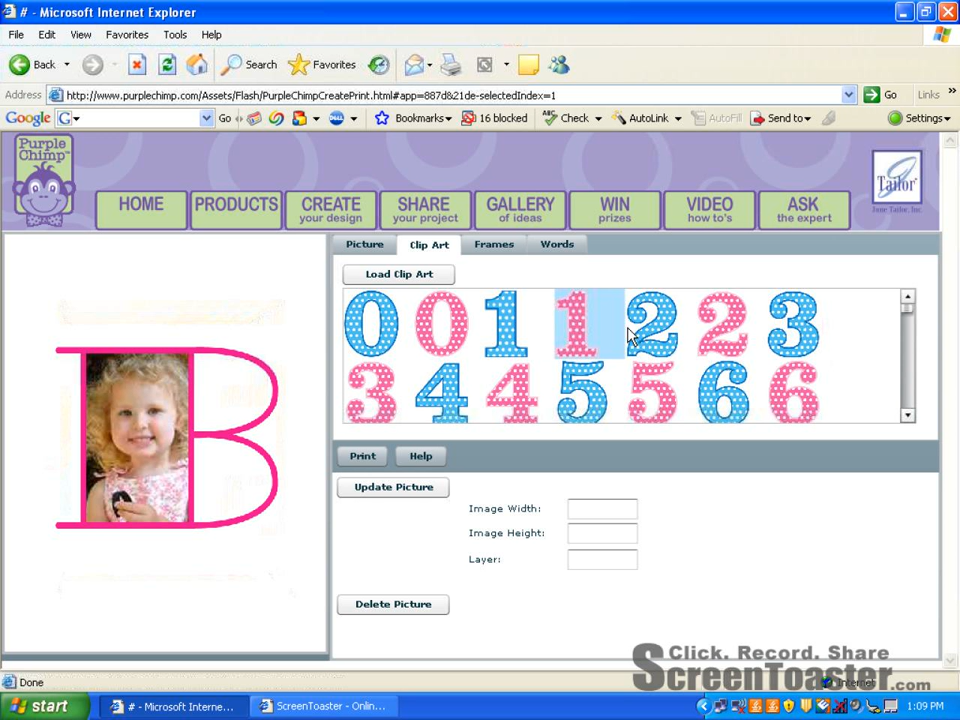 # - Microsoft Internet Explorer
File Edit View Favorites Tools Help
Back Search Favorites
Address http://www.purplechimp.com/Assets/Flash/PurpleChimpCreatePrint.html#app=887d&21de-selectedIndex=1 Go Links »
Google G Go Bookmarks 16 blocked Check AutoLink AutoFill Send to Settings
Purple Chimp™
HOME
PRODUCTS
CREATE your design
SHARE your project
GALLERY of ideas
WIN prizes
VIDEO how to's
ASK the expert
Tailor
June Tailor, Inc.
Picture Clip Art Frames Words
Load Clip Art
0 0 1 1 2 2 3
3 4 4 5 5 6 6
B
Print Help
Update Picture
Image Width:
Image Height:
Layer:
Delete Picture
Click. Record. Share
ScreenToaster.com
Done Internet
start # - Microsoft Interne... ScreenToaster - Onlin... 1:09 PM